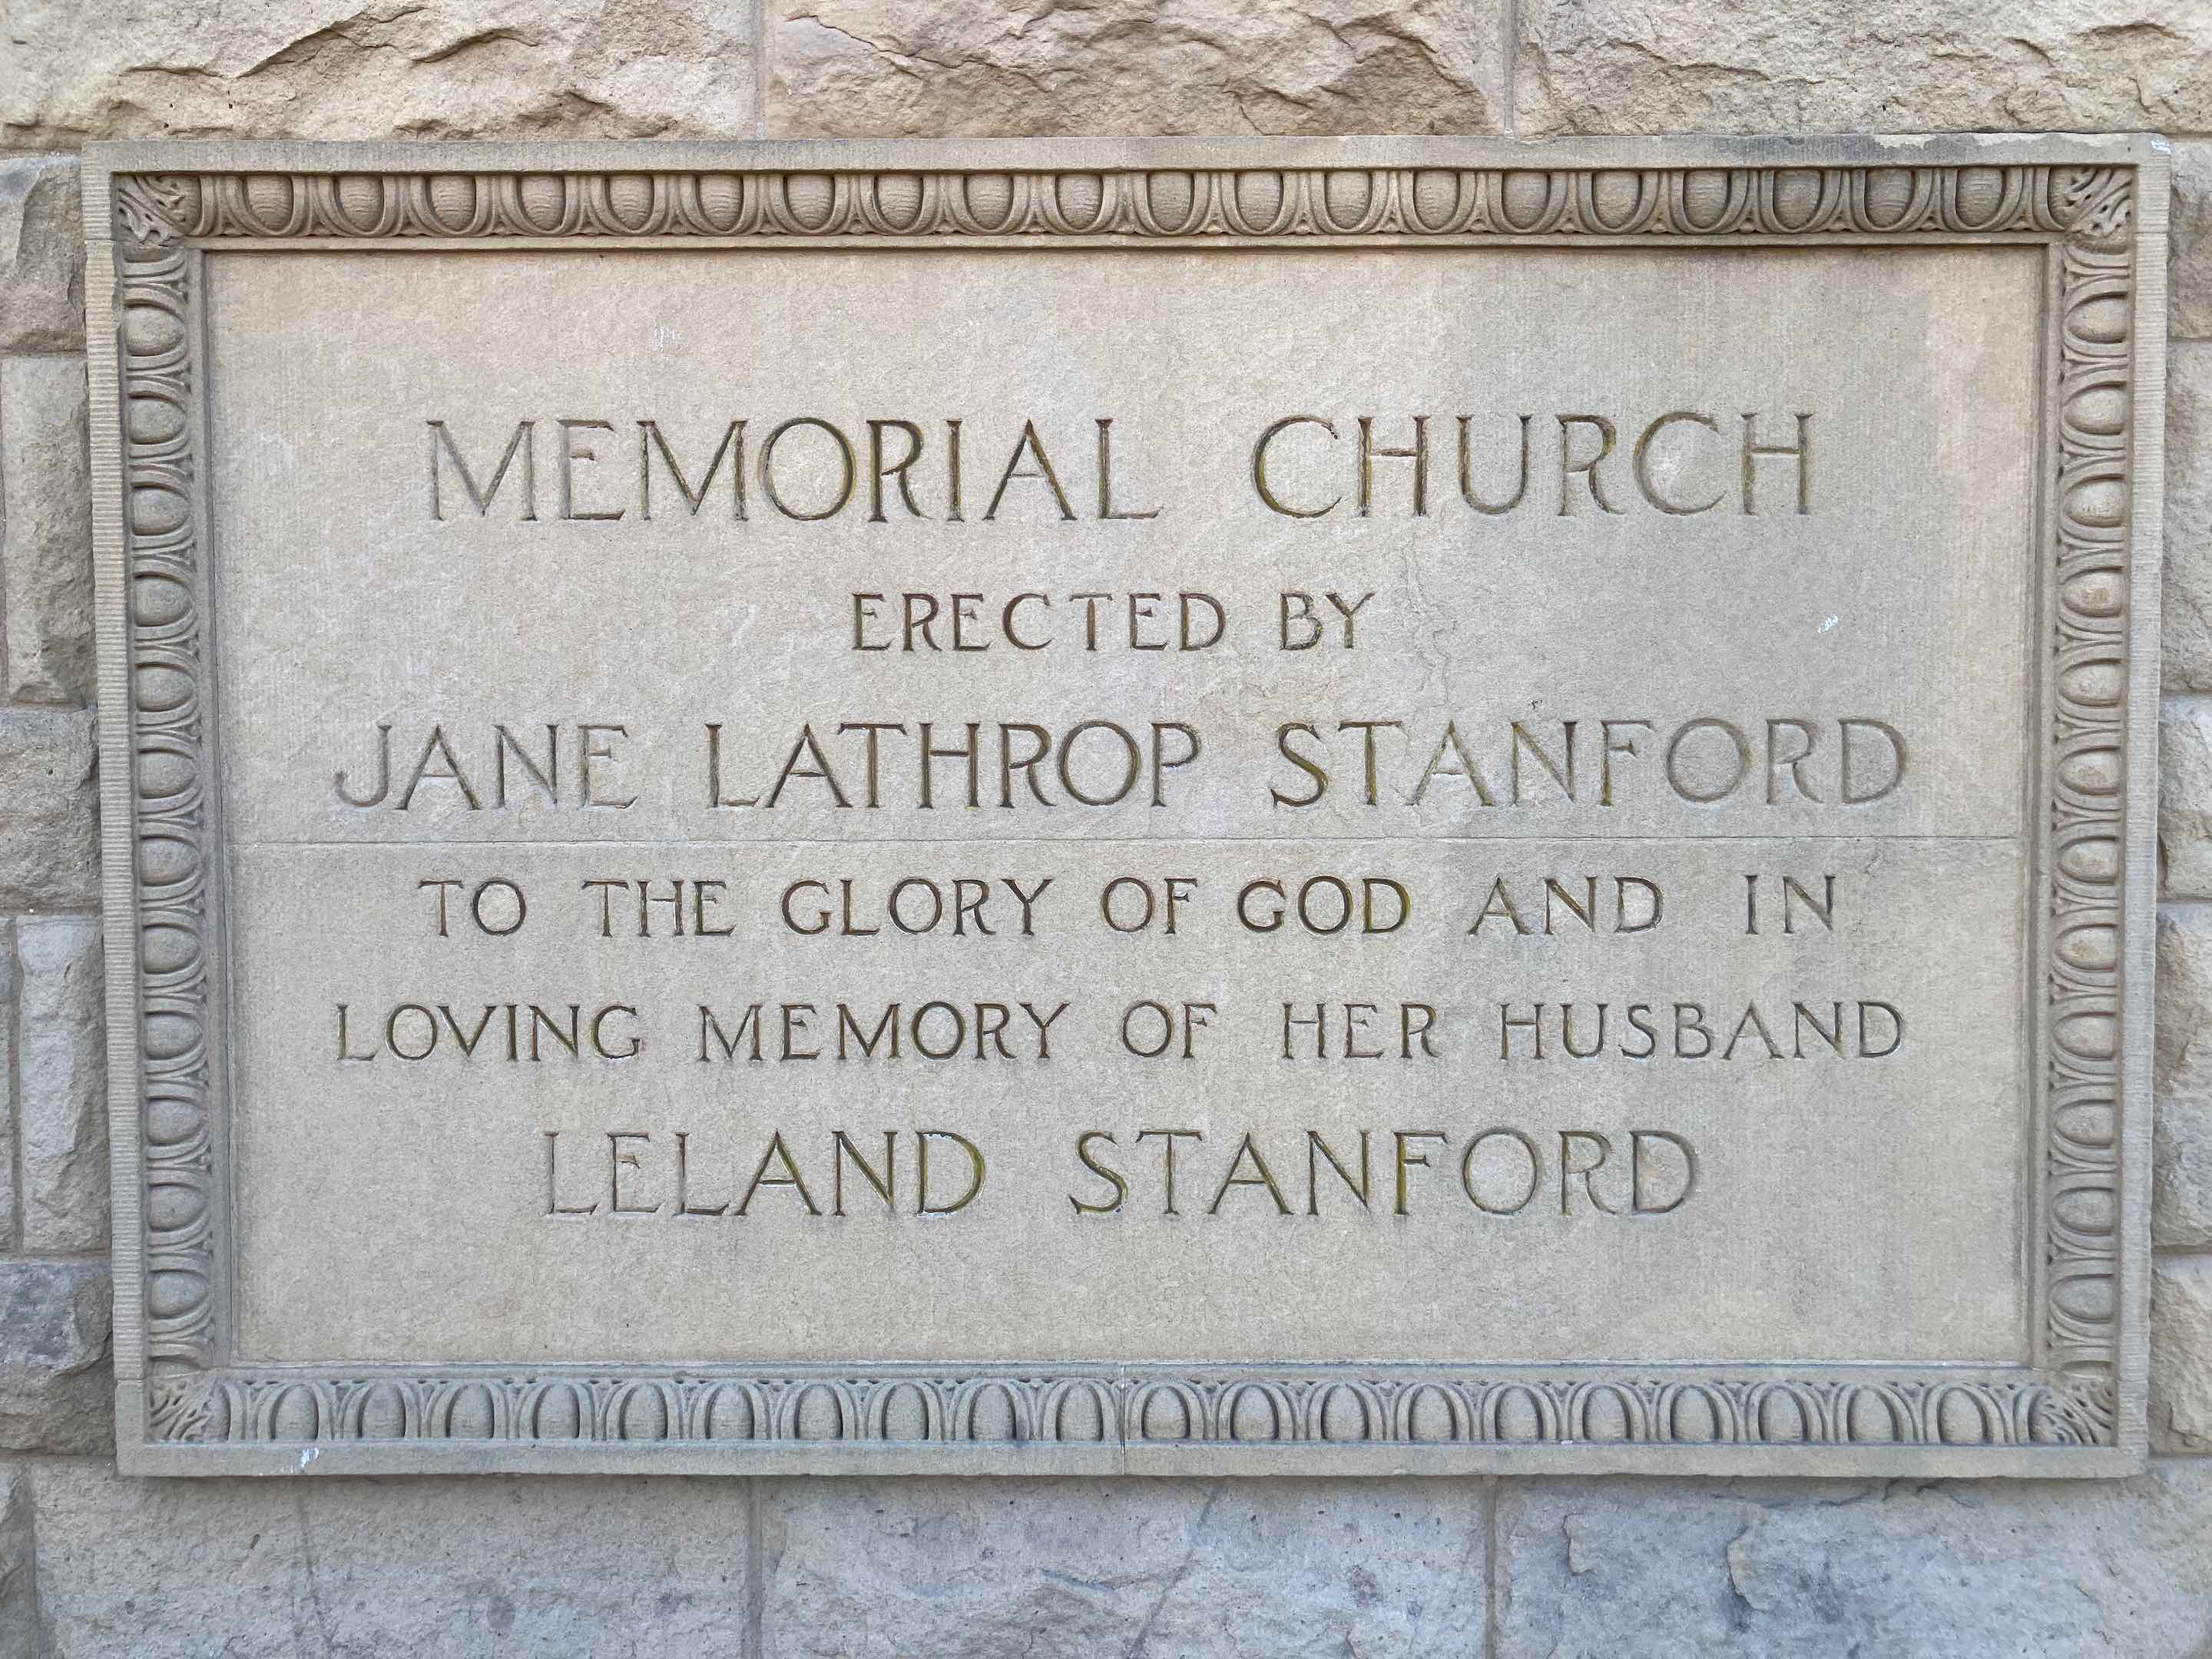 MEMORIAL CHURCH
ERECTED BY
JANE LATHROP STANFORD
TO THE GLORY OF GOD AND IN
LOVING MEMORY OF HER HUSBAND
LELAND STANFORD